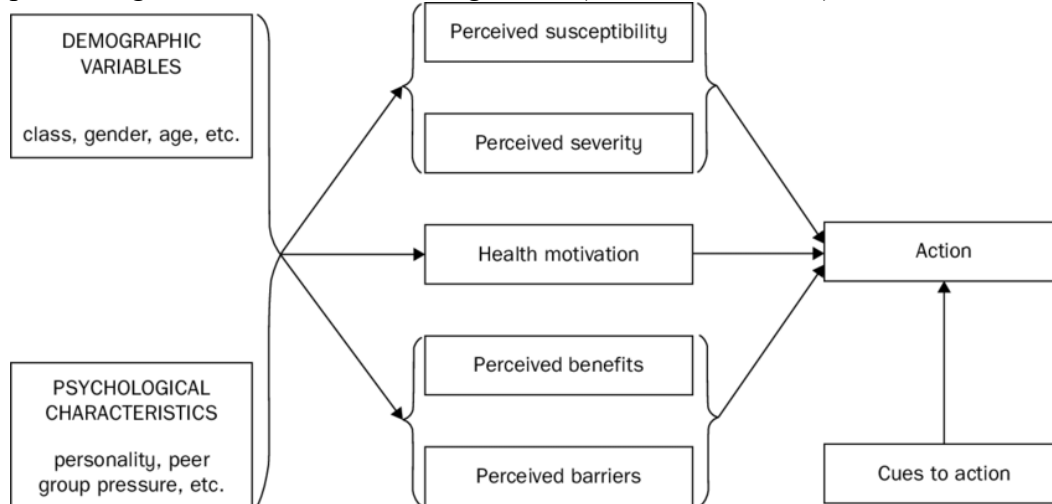 DEMOGRAPHIC
VARIABLES
class, gender, age, etc.
PSYCHOLOGICAL
CHARACTERISTICS
personality, peer
group pressure, etc.
Perceived susceptibility
Perceived severity
Health motivation
Perceived benefits
Perceived barriers
Action
Cues to action